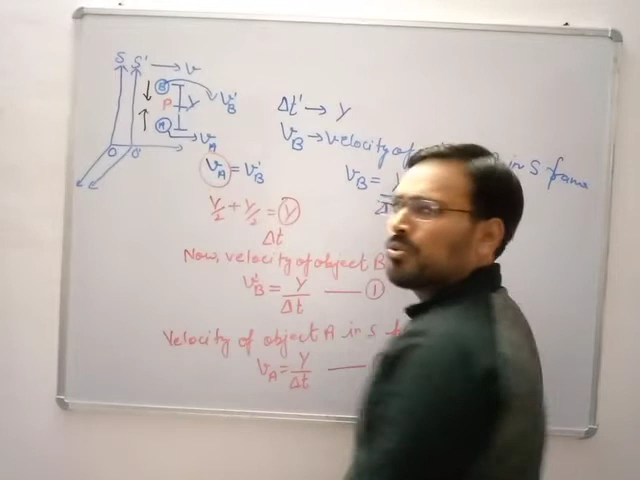 S S' → v
B
P Y V'B
A
VA
O O'
VA = V'B
Y/2 + Y/2 = Y
Δt
Now, velocity of object B
V'B = Y/Δt —— ①
Velocity of object A in S
VA = Y/Δt ——
Δt' → Y
VB → velocity of in S frame
VB =